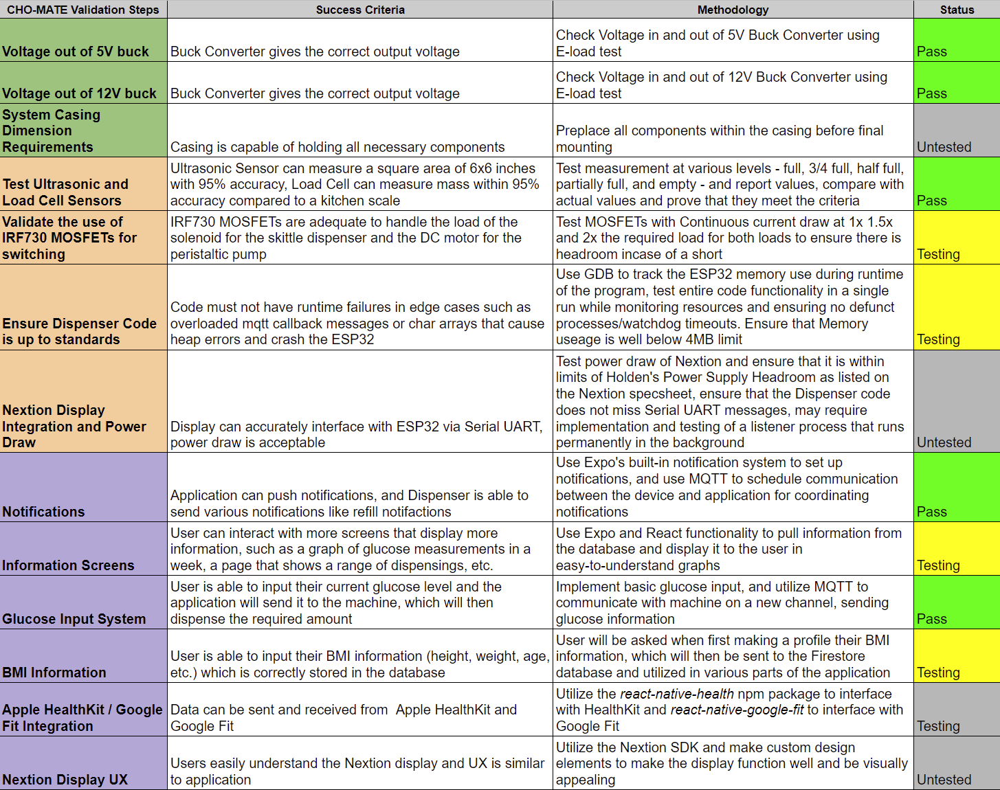 CHO-MATE Validation Steps
Success Criteria
Methodology
Status
Voltage out of 5V buck
Buck Converter gives the correct output voltage
Check Voltage in and out of 5V Buck Converter using
E-load test
Pass
Voltage out of 12V buck
Buck Converter gives the correct output voltage
Check Voltage in and out of 12V Buck Converter using
E-load test
Pass
System Casing
Dimension
Requirements
Casing is capable of holding all necessary components
Preplace all components within the casing before final
mounting
Untested
Test Ultrasonic and
Load Cell Sensors
Ultrasonic Sensor can measure a square area of 6x6 inches
with 95% accuracy, Load Cell can measure mass within 95%
accuracy compared to a kitchen scale
Test measurement at various levels - full, 3/4 full, half full,
partially full, and empty - and report values, compare with
actual values and prove that they meet the criteria
Pass
Validate the use of
IRF730 MOSFETs for
switching
IRF730 MOSFETs are adequate to handle the load of the
solenoid for the skittle dispenser and the DC motor for the
peristaltic pump
Test MOSFETs with Continuous current draw at 1x 1.5x
and 2x the required load for both loads to ensure there is
headroom incase of a short
Testing
Ensure Dispenser Code
is up to standards
Code must not have runtime failures in edge cases such as
overloaded mqtt callback messages or char arrays that cause
heap errors and crash the ESP32
Use GDB to track the ESP32 memory use during runtime
of the program, test entire code functionality in a single
run while monitoring resources and ensuring no defunct
processes/watchdog timeouts. Ensure that Memory
useage is well below 4MB limit
Testing
Nextion Display
Integration and Power
Draw
Display can accurately interface with ESP32 via Serial UART,
power draw is acceptable
Test power draw of Nextion and ensure that it is within
limits of Holden's Power Supply Headroom as listed on
the Nextion specsheet, ensure that the Dispenser code
does not miss Serial UART messages, may require
implementation and testing of a listener process that runs
permanently in the background
Untested
Notifications
Application can push notifications, and Dispenser is able to
send various notifications like refill notifactions
Use Expo's built-in notification system to set up
notifications, and use MQTT to schedule communication
between the device and application for coordinating
notifications
Pass
Information Screens
User can interact with more screens that display more
information, such as a graph of glucose measurements in a
week, a page that shows a range of dispensings, etc.
Use Expo and React functionality to pull information from
the database and display it to the user in
easy-to-understand graphs
Testing
Glucose Input System
User is able to input their current glucose level and the
application will send it to the machine, which will then
dispense the required amount
Implement basic glucose input, and utilize MQTT to
communicate with machine on a new channel, sending
glucose information
Pass
BMI Information
User is able to input their BMI information (height, weight, age,
etc.) which is correctly stored in the database
User will be asked when first making a profile their BMI
information, which will then be sent to the Firestore
database and utilized in various parts of the application
Testing
Apple HealthKit / Google
Fit Integration
Data can be sent and received from  Apple HealthKit and
Google Fit
Utilize the react-native-health npm package to interface
with HealthKit and react-native-google-fit to interface with
Google Fit
Testing
Nextion Display UX
Users easily understand the Nextion display and UX is similar
to application
Utilize the Nextion SDK and make custom design
elements to make the display function well and be visually
appealing
Untested